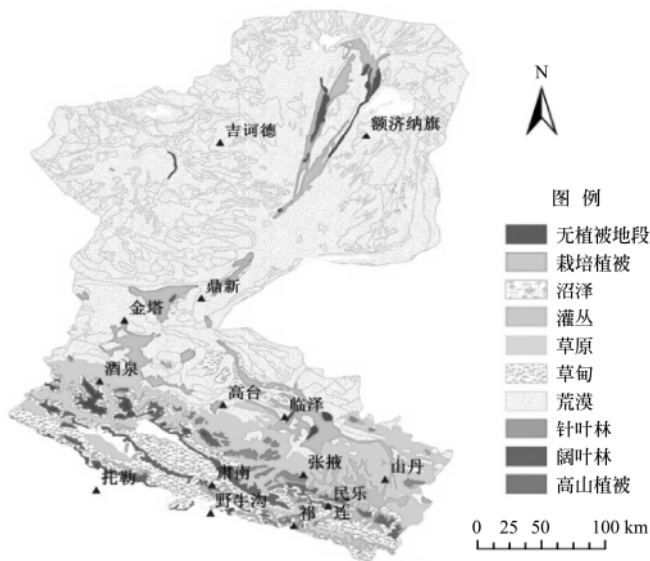 N
吉诃德
额济纳旗
图 例
无植被地段
栽培植被
沼泽
灌丛
草原
草甸
荒漠
针叶林
阔叶林
高山植被
鼎新
金塔
酒泉
高台
临泽
张掖
山丹
托勒
肃南
野牛沟
民乐
祁连
0 25 50 100 km